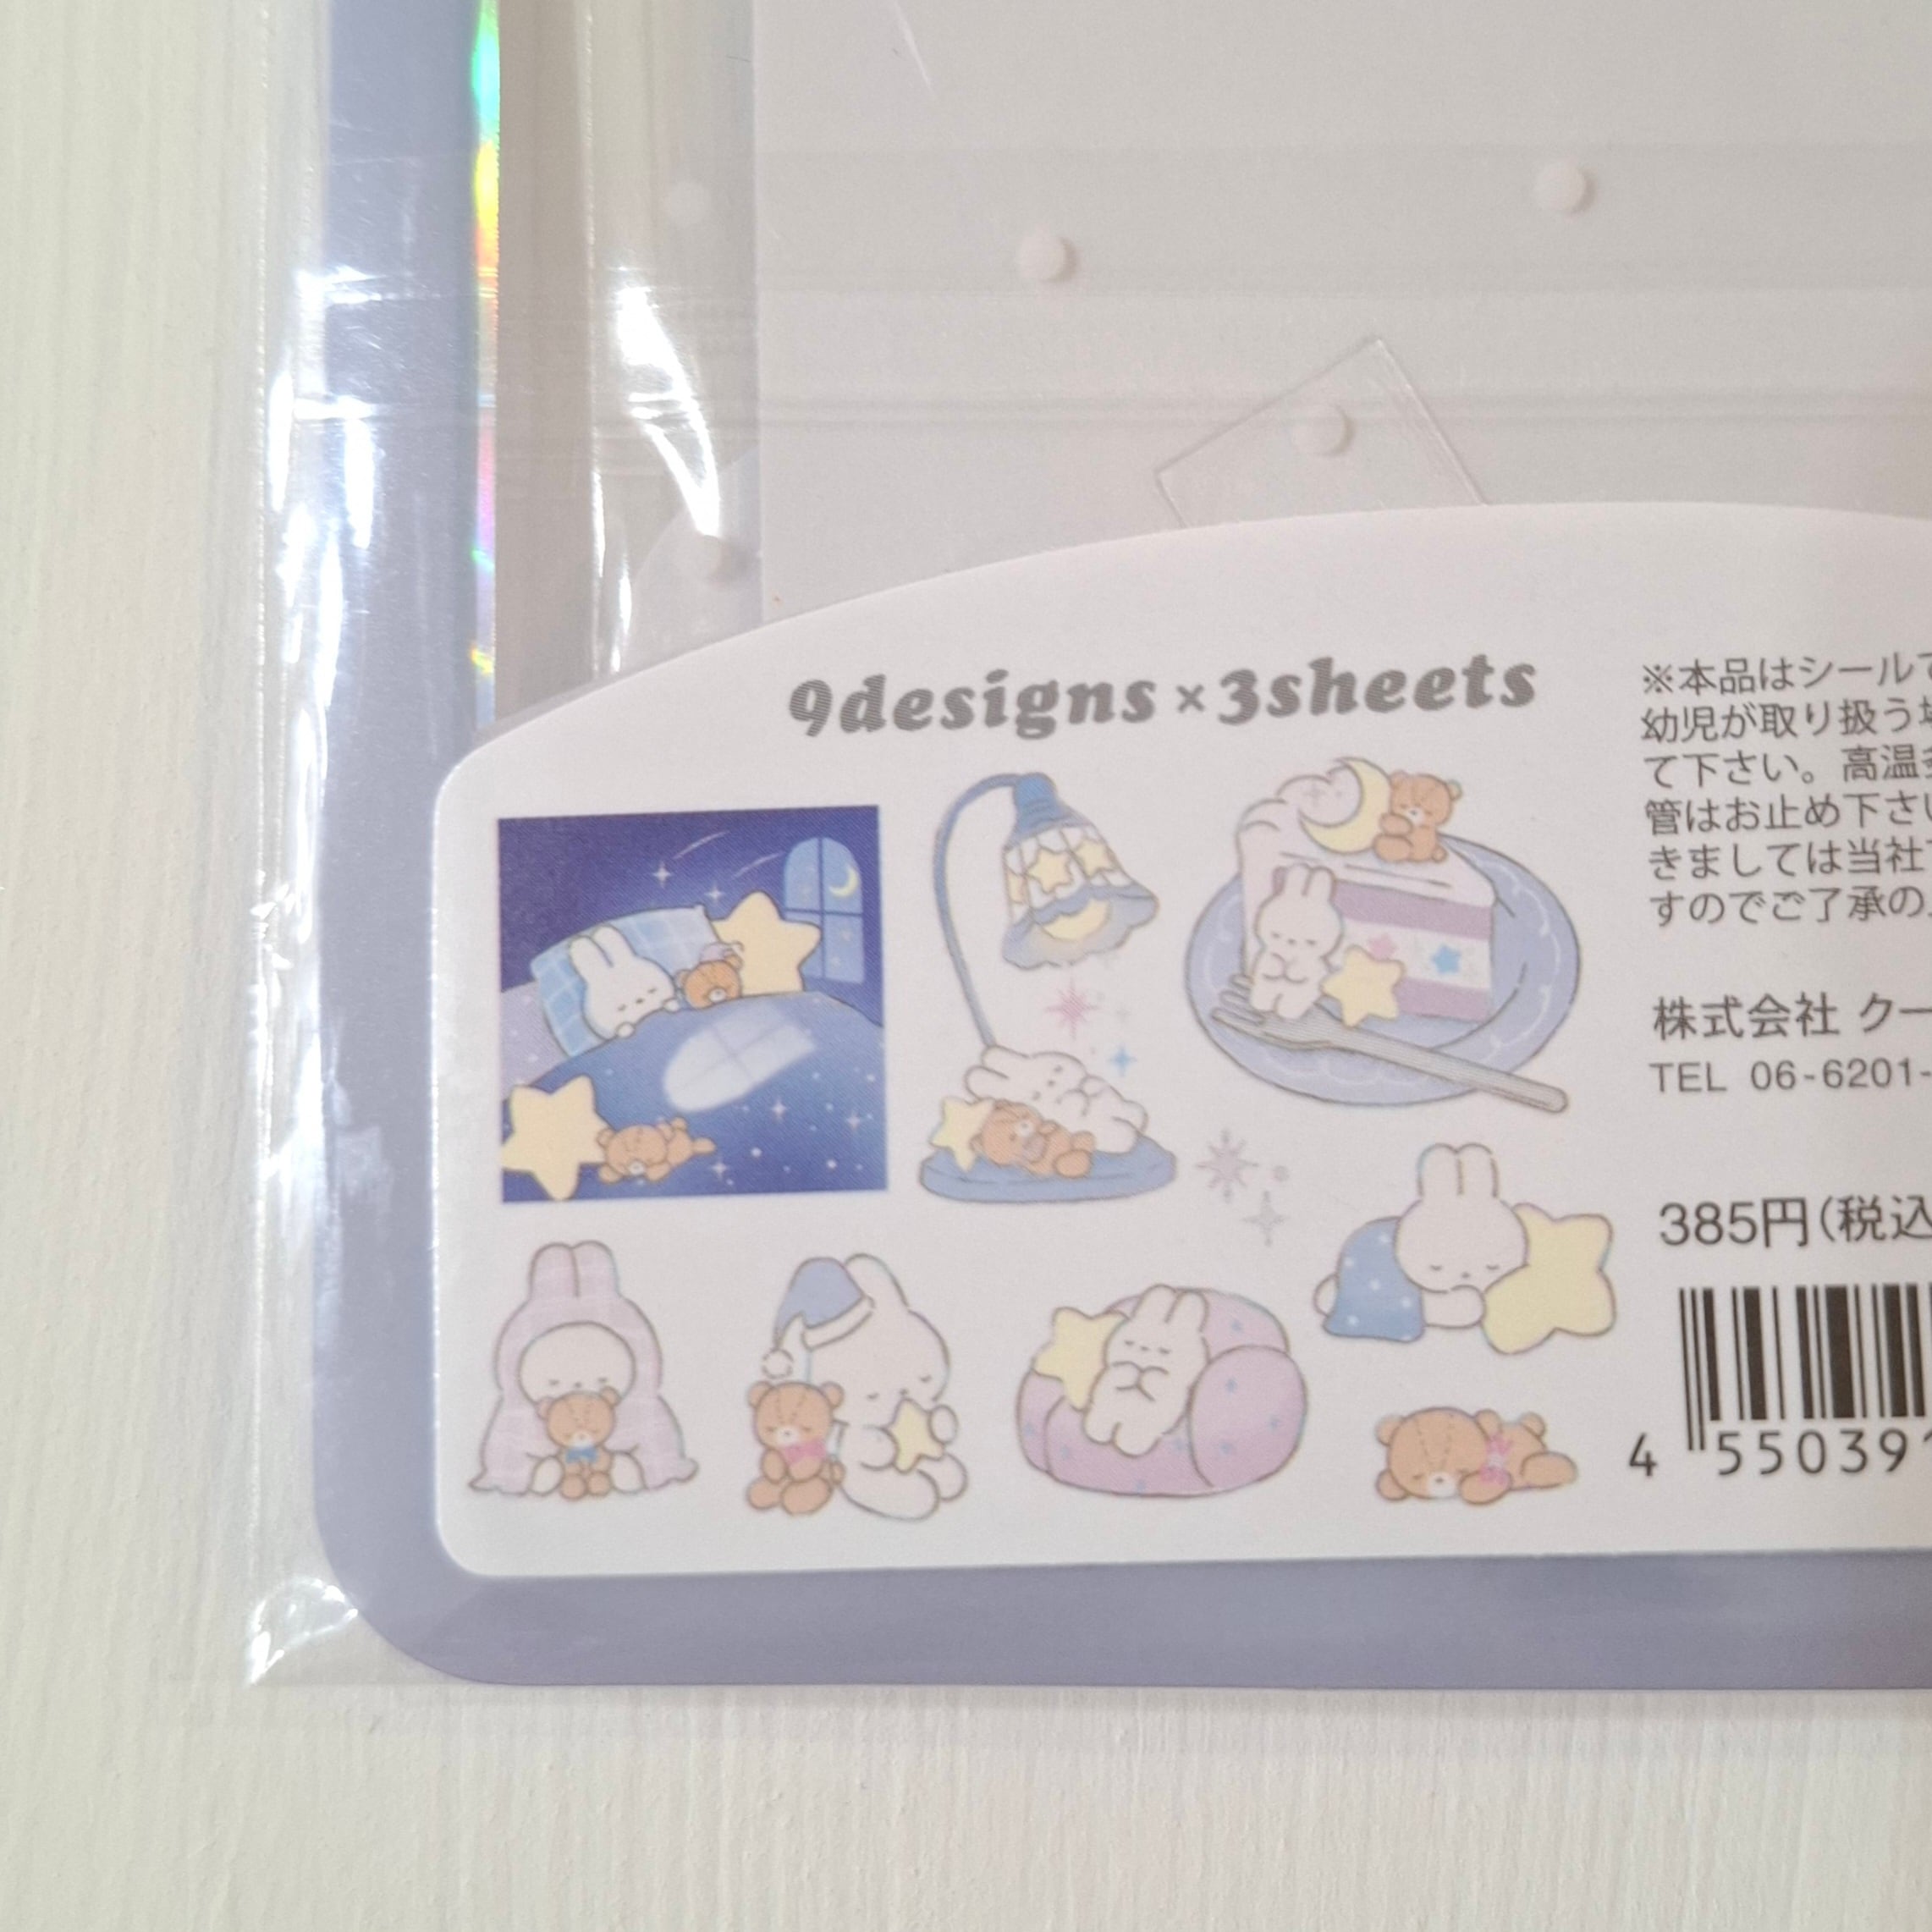 9designs×3sheets
※本品はシールで
幼児が取り扱う場
て下さい。高温多
管はお止め下さい
きましては当社で
すのでご了承の
株式会社 クー
TEL 06-6201-
385円(税込
4 550391